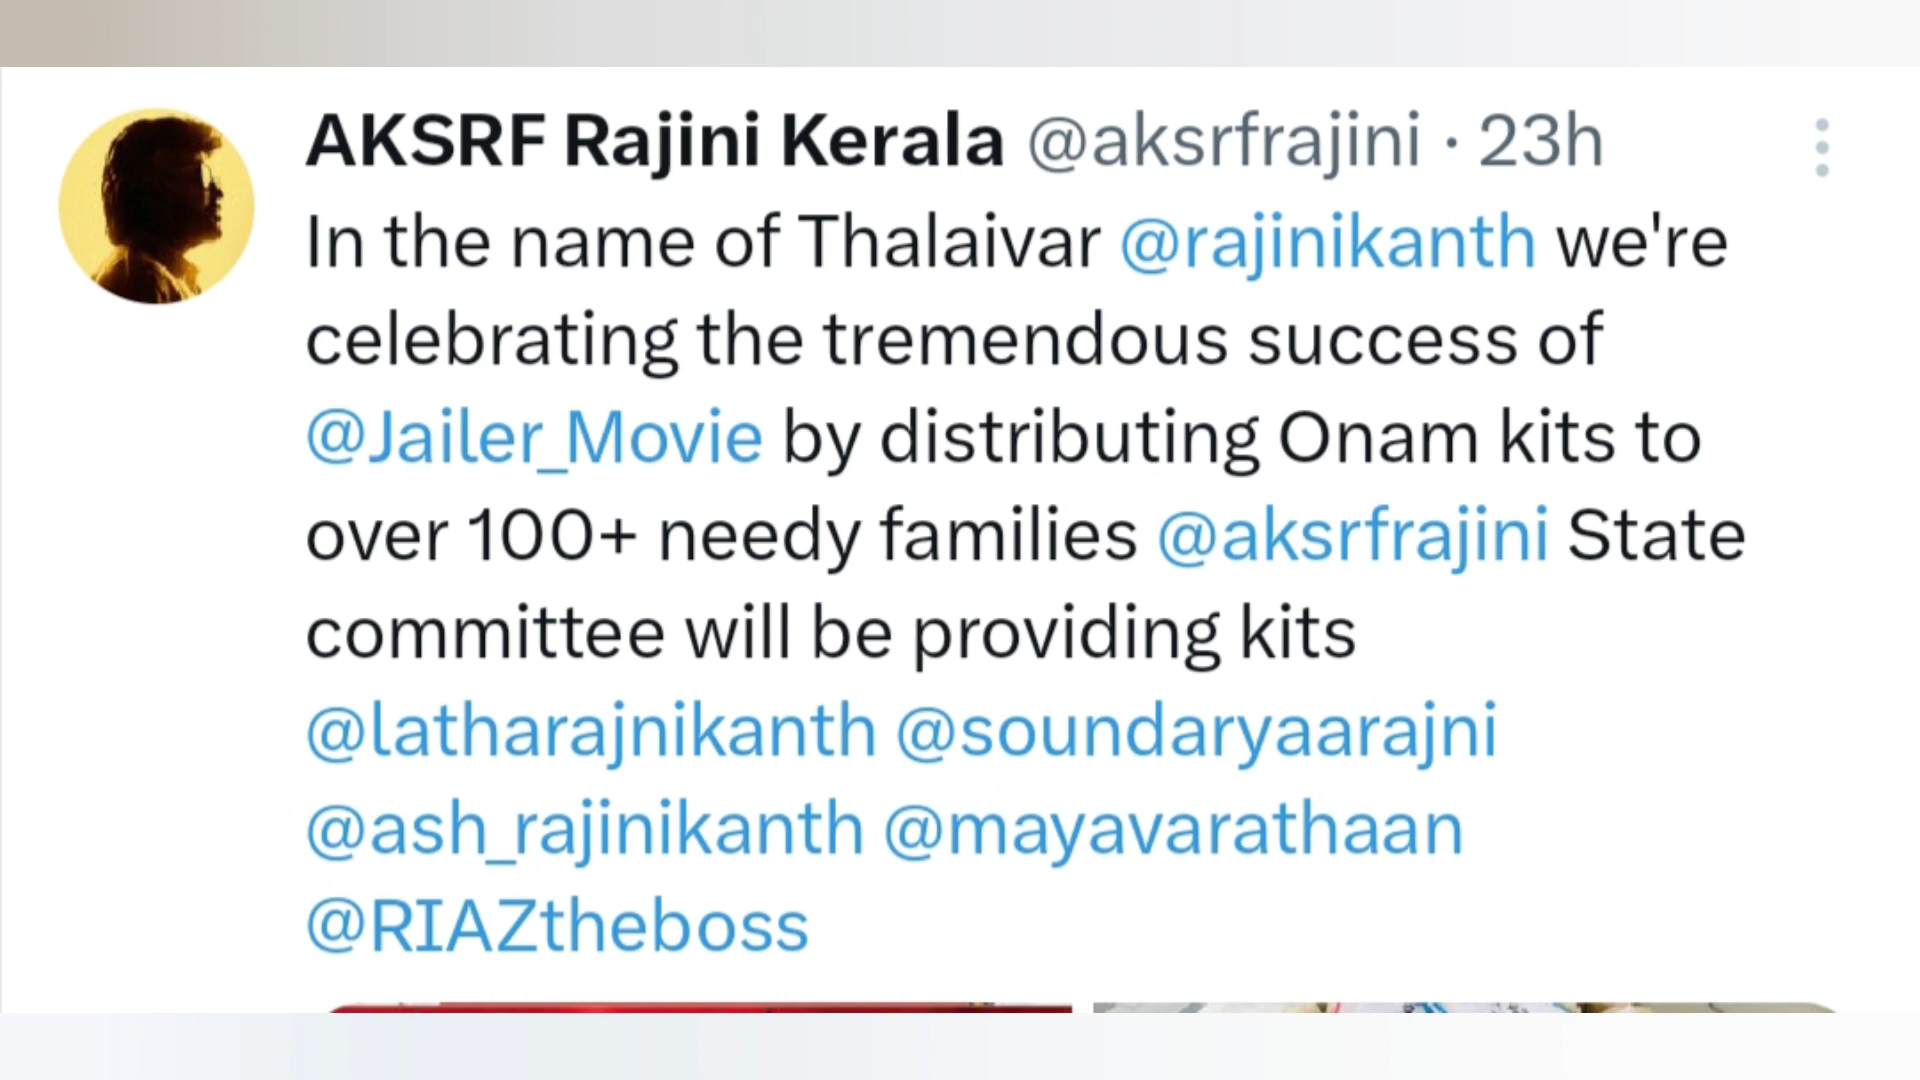 AKSRF Rajini Kerala @aksrfrajini · 23h
In the name of Thalaivar @rajinikanth we're
celebrating the tremendous success of
@Jailer_Movie by distributing Onam kits to
over 100+ needy families @aksrfrajini State
committee will be providing kits
@latharajnikanth @soundaryaarajni
@ash_rajinikanth @mayavarathaan
@RIAZtheboss